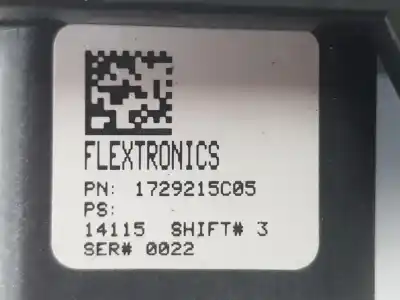 FLEXTRONICS
PN: 1729215C05
PS:
14115 SHIFT# 3
SER# 0022